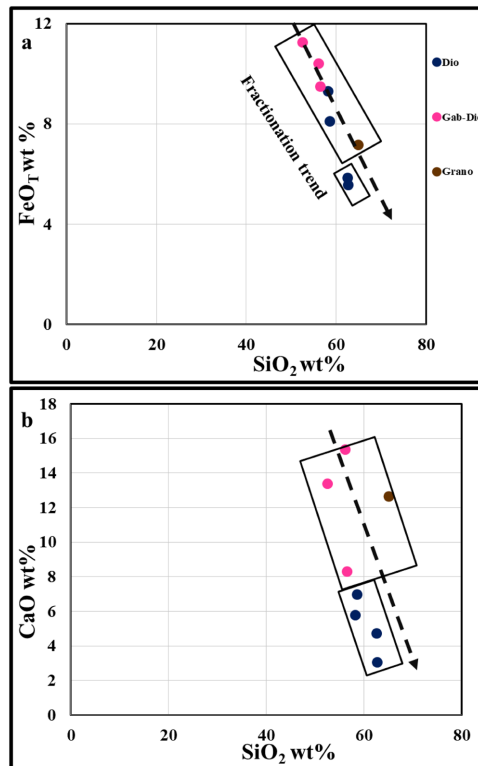 a
12
8
4
0
FeOT wt %
Fractionation trend
0 20 40 60 80
SiO2 wt%
Dio
Gab-Dio
Grano
b
18
16
14
12
10
8
6
4
2
0
CaO wt%
0 20 40 60 80
SiO2 wt%